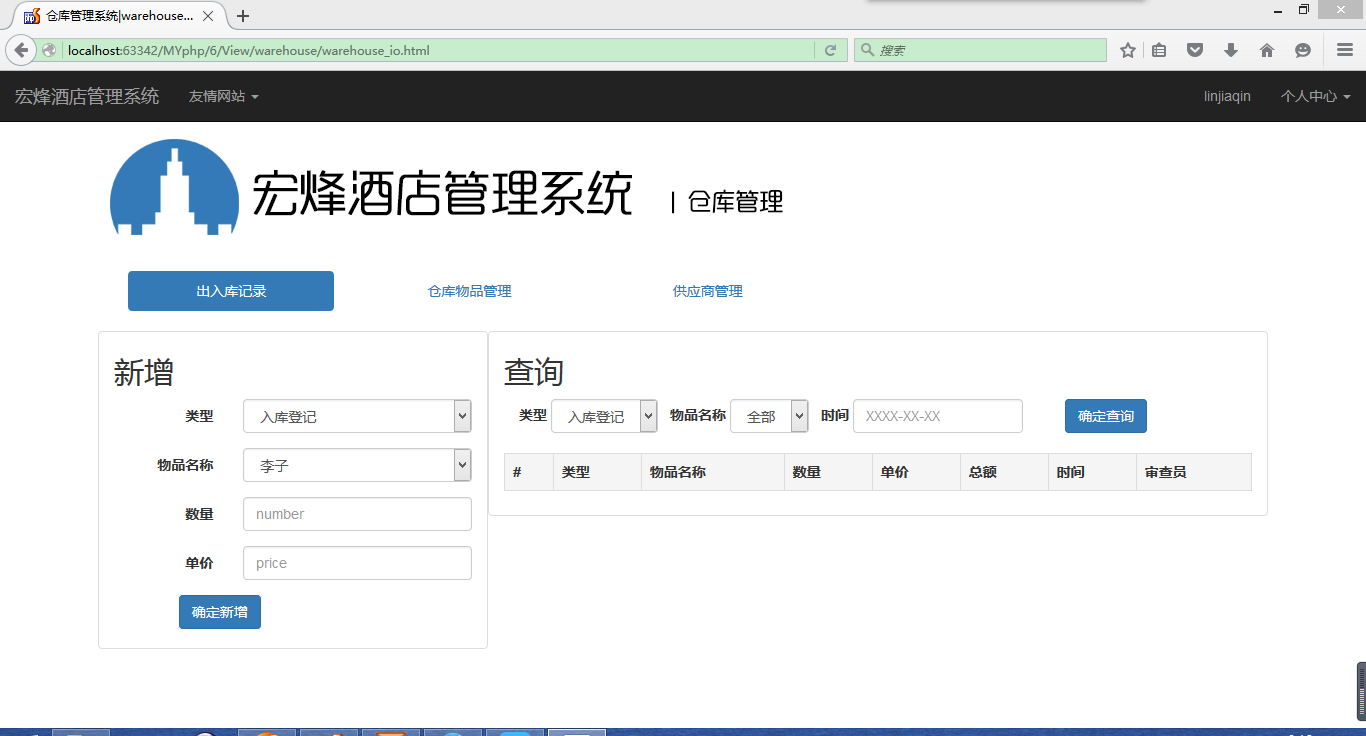 仓库管理系统|warehouse...
localhost:63342/MYphp/6/View/warehouse/warehouse_io.html
搜索
宏烽酒店管理系统 友情网站 linjiaqin 个人中心
宏烽酒店管理系统 | 仓库管理
出入库记录 仓库物品管理 供应商管理
新增
类型 入库登记
物品名称 李子
数量 number
单价 price
确定新增
查询
类型 入库登记 物品名称 全部 时间 XXXX-XX-XX 确定查询
# 类型 物品名称 数量 单价 总额 时间 审查员